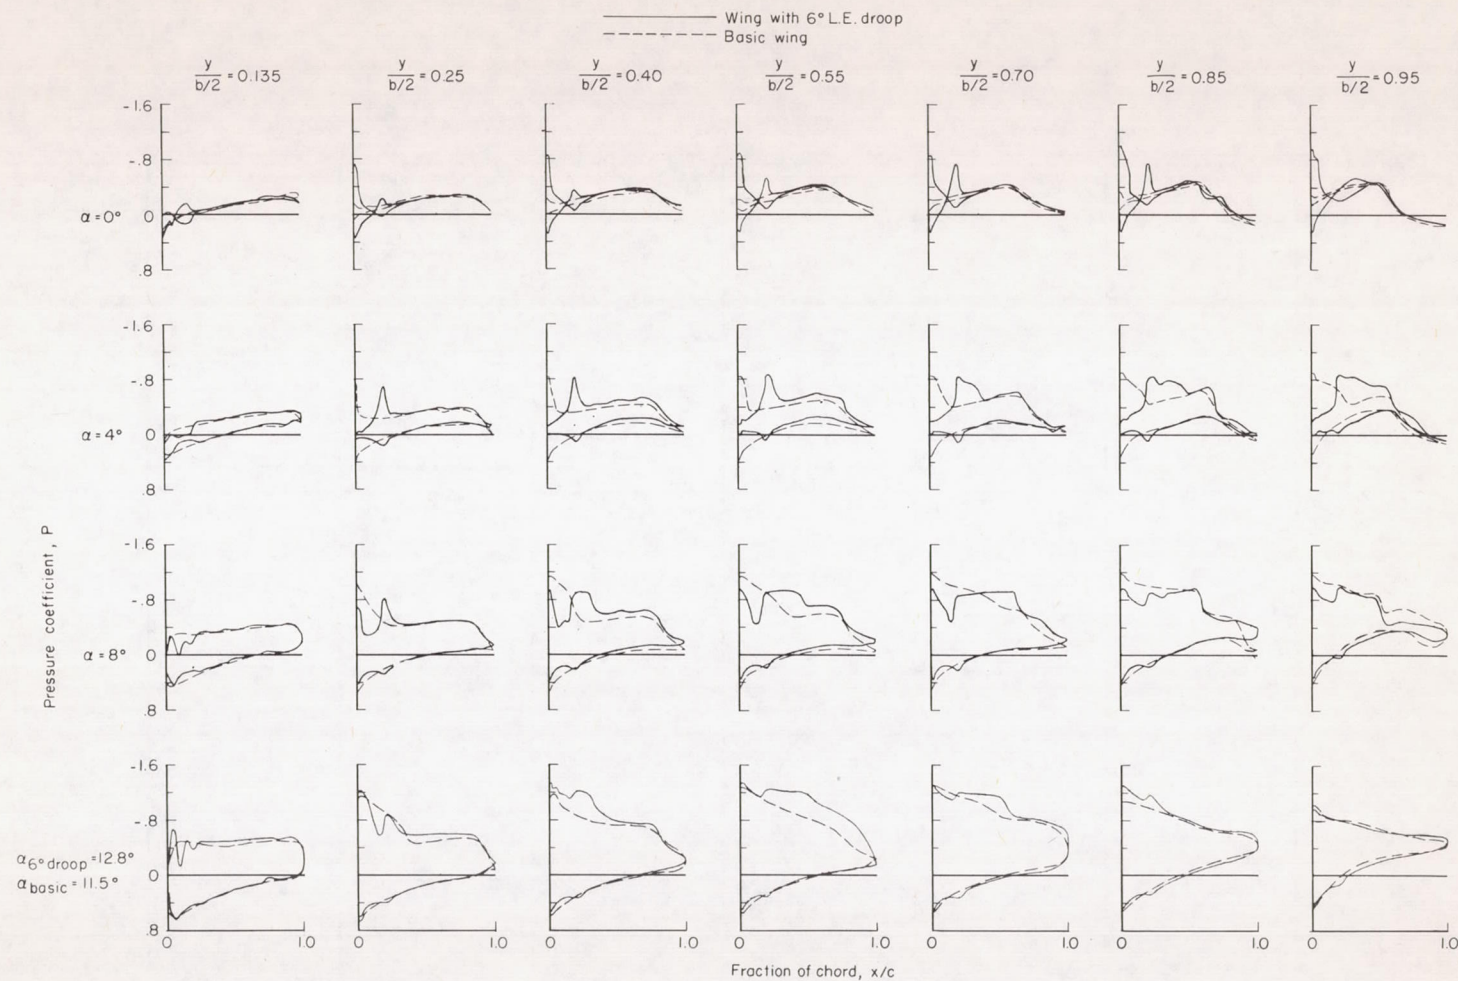 Wing with 6° L.E. droop
Basic wing
y/b/2 = 0.135
y/b/2 = 0.25
y/b/2 = 0.40
y/b/2 = 0.55
y/b/2 = 0.70
y/b/2 = 0.85
y/b/2 = 0.95
-1.6
-.8
α=0° 0
.8
-1.6
-.8
α=4° 0
.8
Pressure coefficient, P
-1.6
-.8
α=8° 0
.8
-1.6
-.8
α6° droop=12.8°
αbasic=11.5°
0
.8
0 1.0 0 1.0 0 1.0 0 1.0 0 1.0 0 1.0 0 1.0
Fraction of chord, x/c